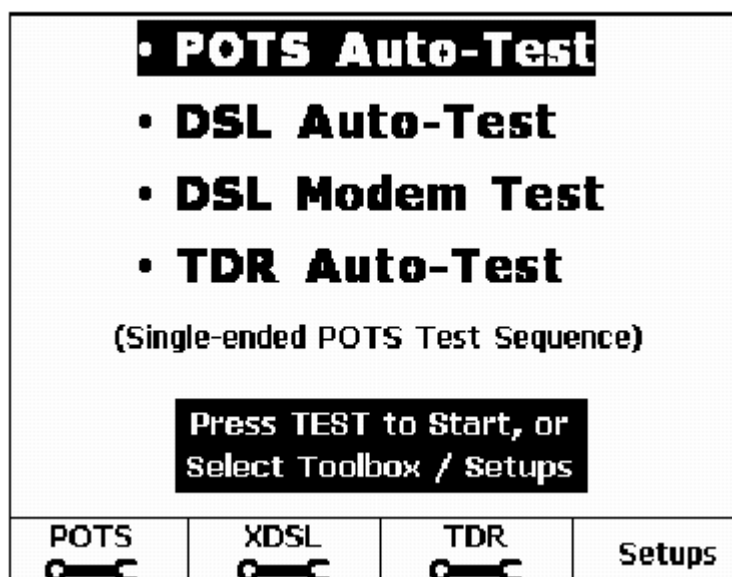 • POTS Auto-Test
• DSL Auto-Test
• DSL Modem Test
• TDR Auto-Test
(Single-ended POTS Test Sequence)
Press TEST to Start, or
Select Toolbox / Setups
POTS XDSL TDR Setups